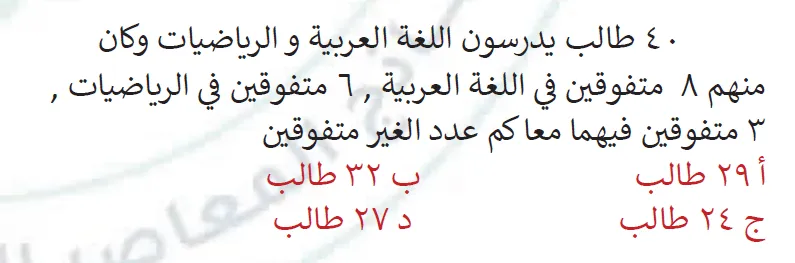 ٤٠ طالب يدرسون اللغة العربية و الرياضيات وكان
منهم ٨ متفوقين في اللغة العربية , ٦ متفوقين في الرياضيات ,
٣ متفوقين فيهما معا كم عدد الغير متفوقين
أ ٢٩ طالب ب ٣٢ طالب
ج ٢٤ طالب د ٢٧ طالب